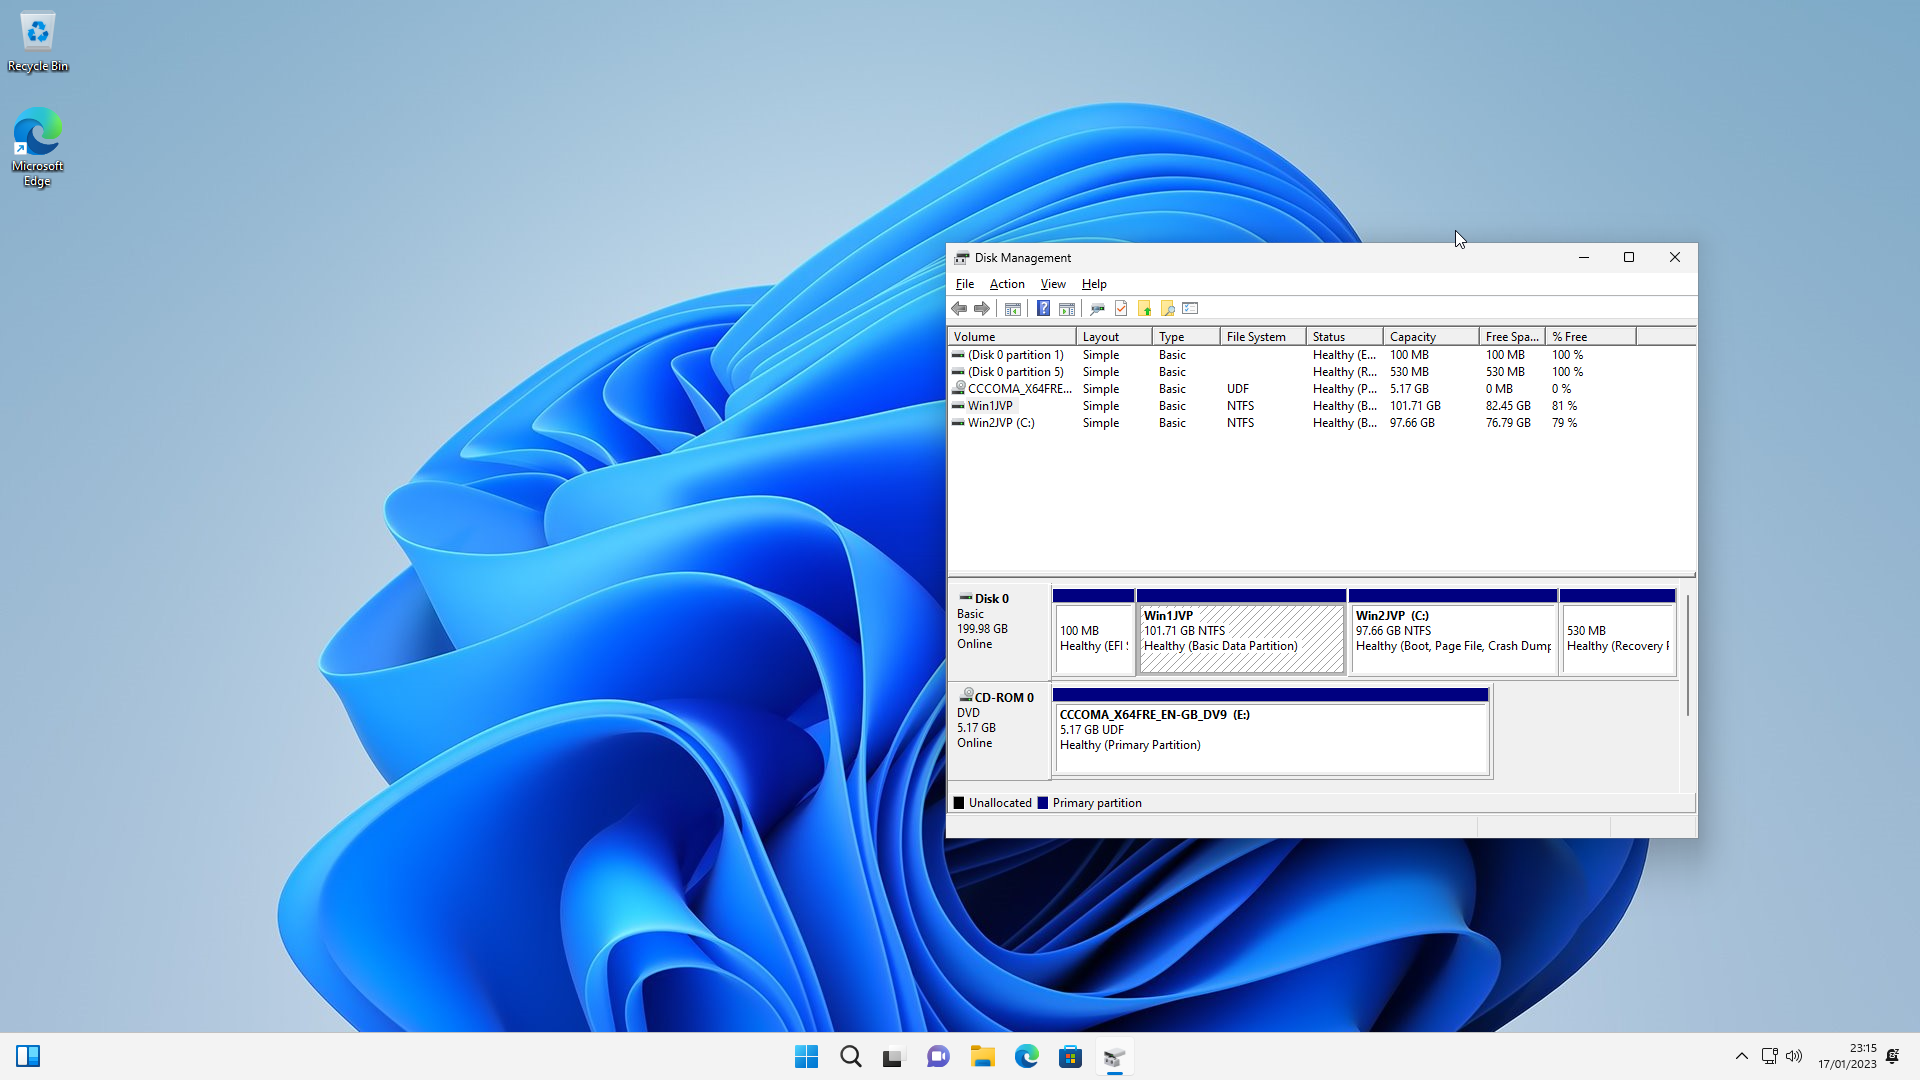 Recycle Bin
Microsoft
Edge
Disk Management
File Action View Help
Volume Layout Type File System Status Capacity Free Spa... % Free
(Disk 0 partition 1) Simple Basic Healthy (E... 100 MB 100 MB 100 %
(Disk 0 partition 5) Simple Basic Healthy (R... 530 MB 530 MB 100 %
CCCOMA_X64FRE... Simple Basic UDF Healthy (P... 5.17 GB 0 MB 0 %
Win1JVP Simple Basic NTFS Healthy (B... 101.71 GB 82.45 GB 81 %
Win2JVP (C:) Simple Basic NTFS Healthy (B... 97.66 GB 76.79 GB 79 %
Disk 0
Basic
199.98 GB
Online
100 MB
Healthy (EFI
Win1JVP
101.71 GB NTFS
Healthy (Basic Data Partition)
Win2JVP (C:)
97.66 GB NTFS
Healthy (Boot, Page File, Crash Dump
530 MB
Healthy (Recovery
CD-ROM 0
DVD
5.17 GB
Online
CCCOMA_X64FRE_EN-GB_DV9 (E:)
5.17 GB UDF
Healthy (Primary Partition)
Unallocated Primary partition
23:15
17/01/2023